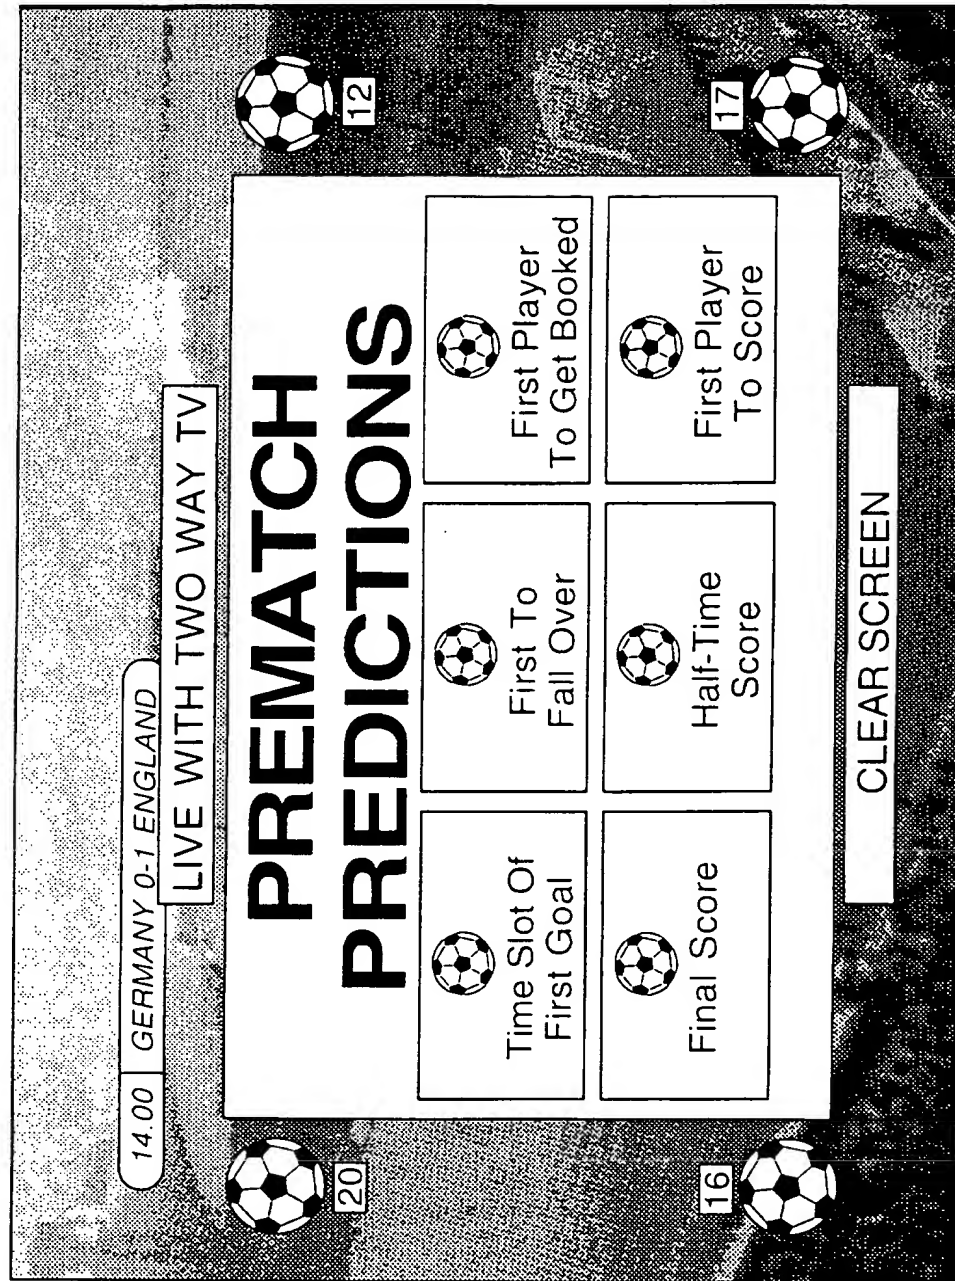 14.00 GERMANY 0-1 ENGLAND
LIVE WITH TWO WAY TV
20
12
PREMATCH
PREDICTIONS
Time Slot Of
First Goal
First To
Fall Over
First Player
To Get Booked
Final Score
Half-Time
Score
First Player
To Score
16
17
CLEAR SCREEN